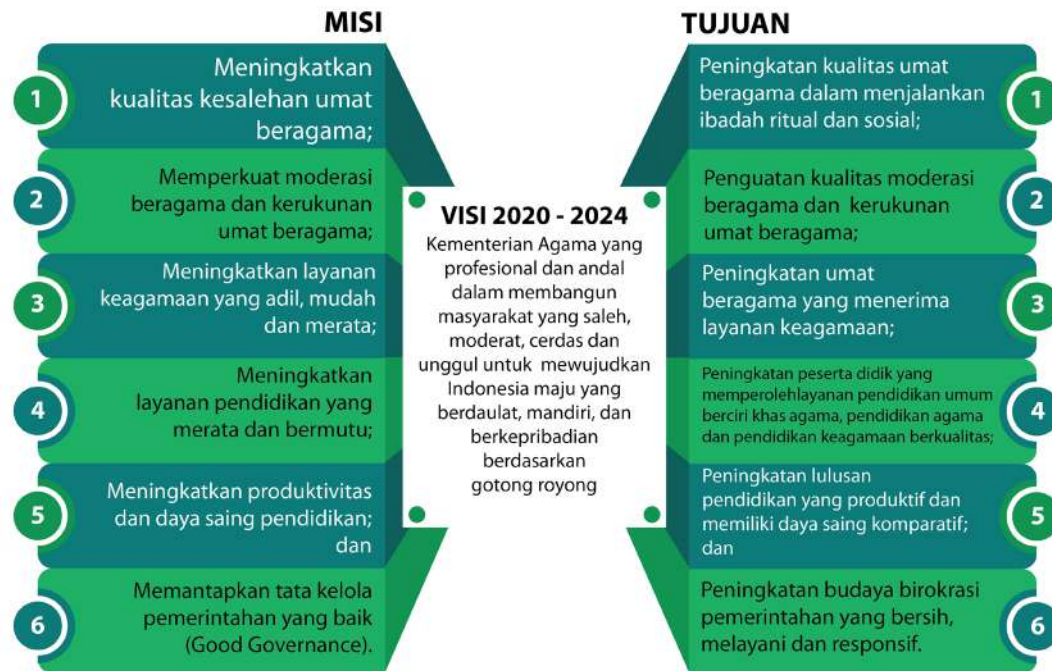 MISI
1
Meningkatkan
kualitas kesalehan umat
beragama;
2
Memperkuat moderasi
beragama dan kerukunan
umat beragama;
3
Meningkatkan layanan
keagamaan yang adil, mudah
dan merata;
4
Meningkatkan
layanan pendidikan yang
merata dan bermutu;
5
Meningkatkan produktivitas
dan daya saing pendidikan;
dan
6
Memantapkan tata kelola
pemerintahan yang baik
(Good Governance).
VISI 2020 - 2024
Kementerian Agama yang
profesional dan andal
dalam membangun
masyarakat yang saleh,
moderat, cerdas dan
unggul untuk mewujudkan
Indonesia maju yang
berdaulat, mandiri, dan
berkepribadian
berdasarkan
gotong royong
TUJUAN
Peningkatan kualitas umat
beragama dalam menjalankan
ibadah ritual dan sosial;
1
Penguatan kualitas moderasi
beragama dan kerukunan
umat beragama;
2
Peningkatan umat
beragama yang menerima
layanan keagamaan;
3
Peningkatan peserta didik yang
memperolehlayanan pendidikan umum
berciri khas agama, pendidikan agama
dan pendidikan keagamaan berkualitas;
4
Peningkatan lulusan
pendidikan yang produktif dan
memiliki daya saing komparatif;
dan
5
Peningkatan budaya birokrasi
pemerintahan yang bersih,
melayani dan responsif.
6